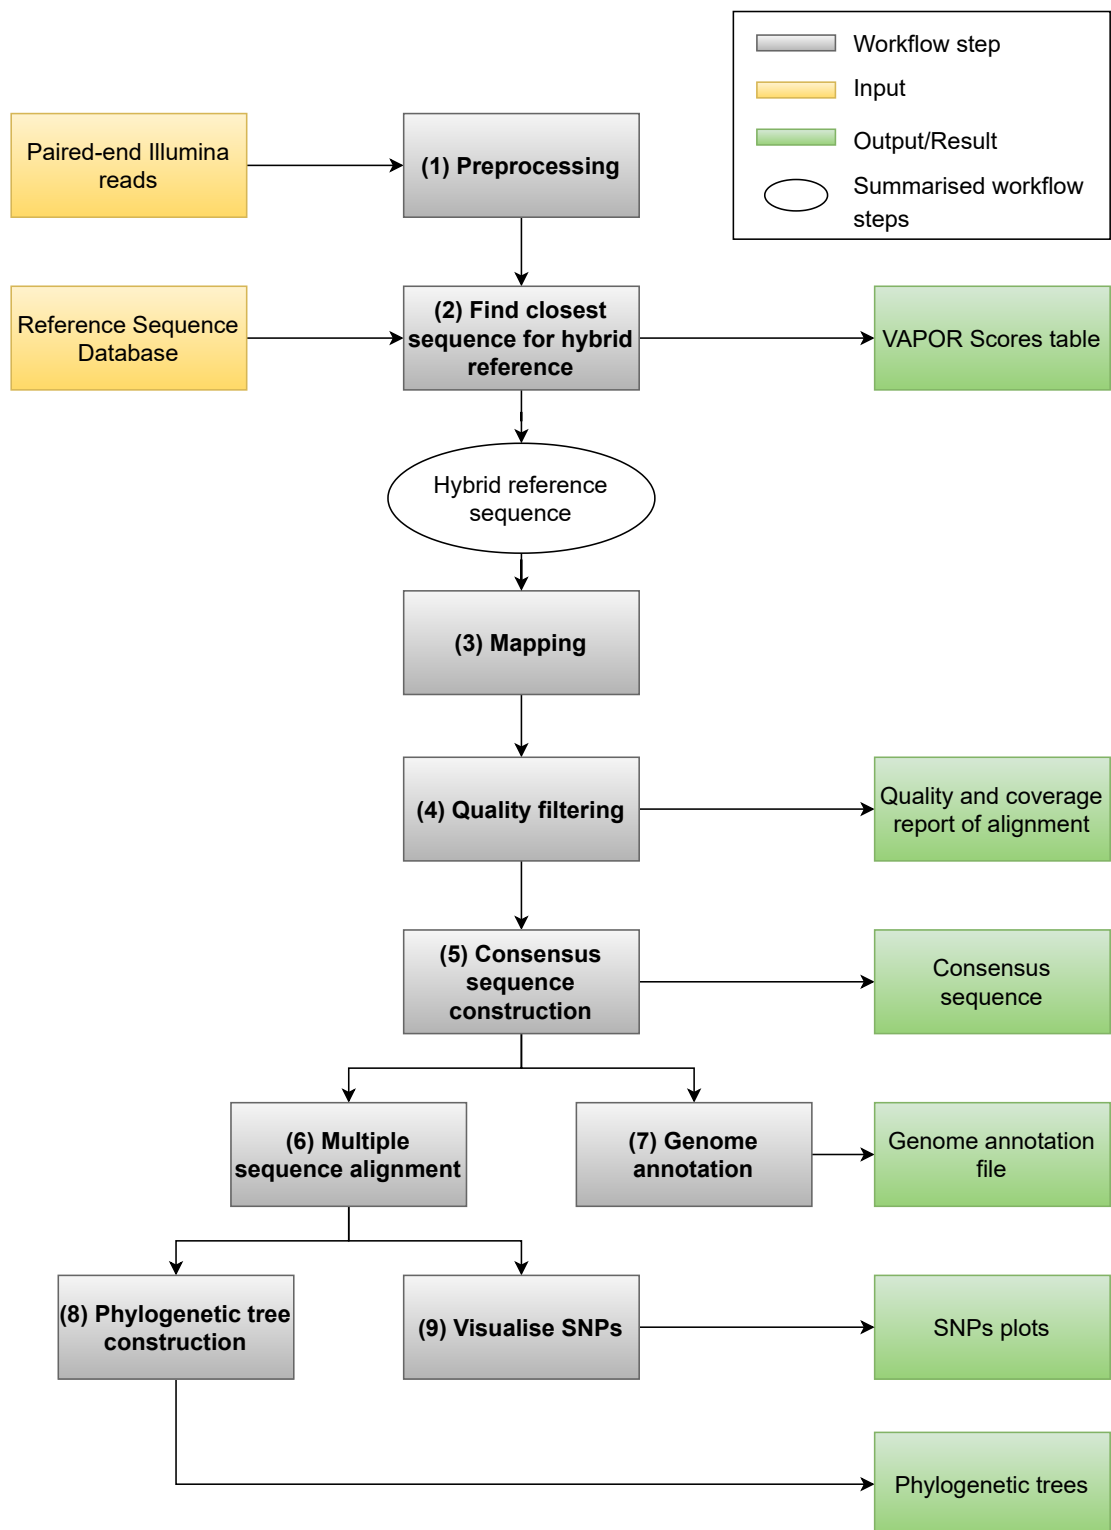 Workflow step
Input
Output/Result
Summarised workflow
steps
Paired-end Illumina
reads
(1) Preprocessing
Reference Sequence
Database
(2) Find closest
sequence for hybrid
reference
VAPOR Scores table
Hybrid reference
sequence
(3) Mapping
(4) Quality filtering
Quality and coverage
report of alignment
(5) Consensus
sequence
construction
Consensus
sequence
(6) Multiple
sequence alignment
(7) Genome
annotation
Genome annotation
file
(8) Phylogenetic tree
construction
(9) Visualise SNPs
SNPs plots
Phylogenetic trees